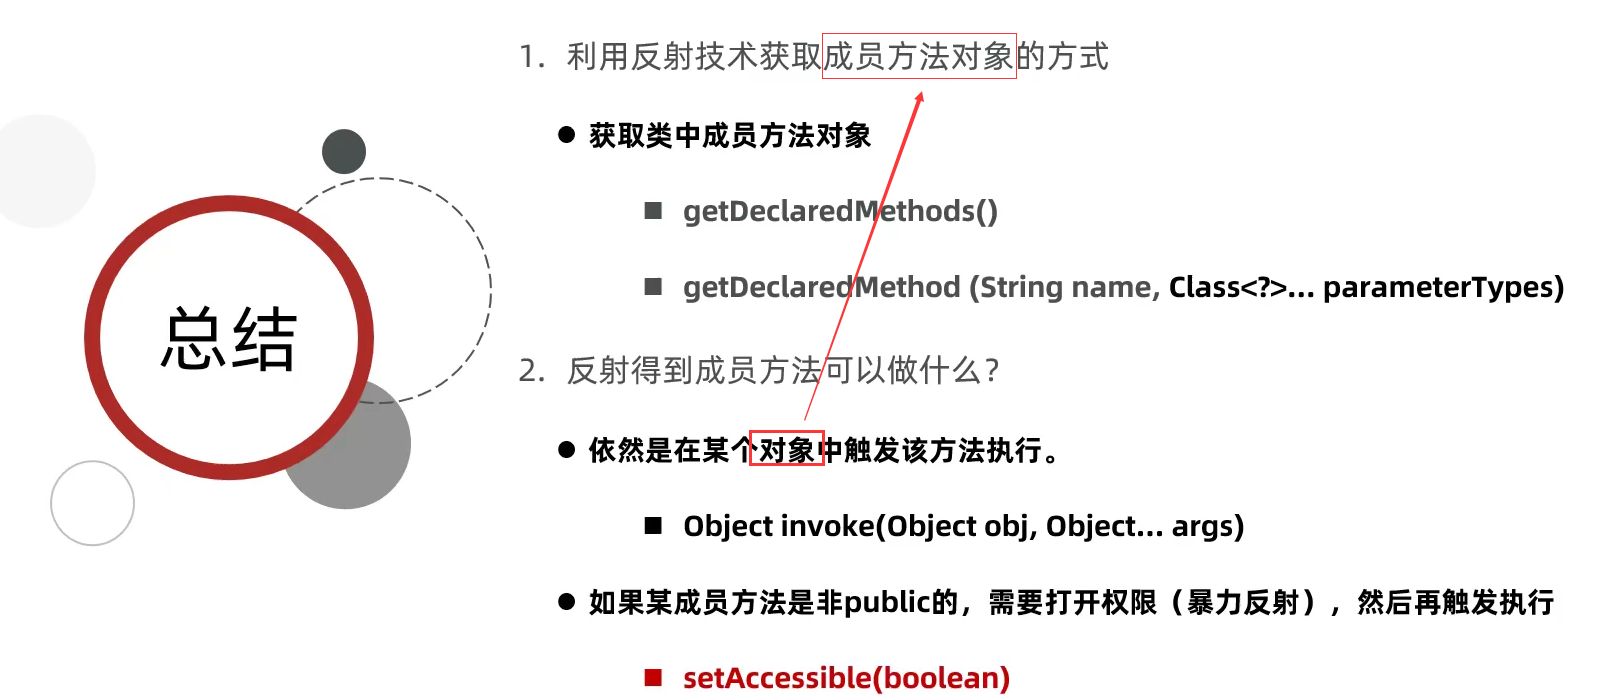 总结
1. 利用反射技术获取成员方法对象的方式
● 获取类中成员方法对象
■ getDeclaredMethods()
■ getDeclaredMethod (String name, Class<?>... parameterTypes)
2. 反射得到成员方法可以做什么？
● 依然是在某个对象中触发该方法执行。
■ Object invoke(Object obj, Object... args)
● 如果某成员方法是非public的，需要打开权限（暴力反射），然后再触发执行
■ setAccessible(boolean)